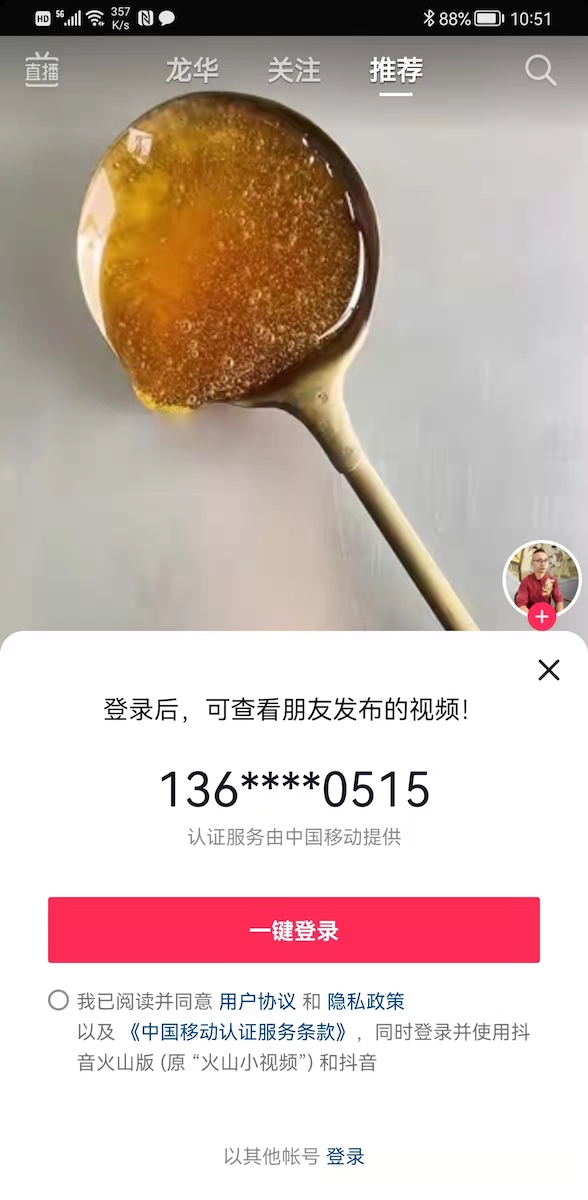 HD 5G 357 K/s 88% 10:51
直播 龙华 关注 推荐
登录后，可查看朋友发布的视频！
136****0515
认证服务由中国移动提供
一键登录
我已阅读并同意 用户协议 和 隐私政策
以及 《中国移动认证服务条款》，同时登录并使用抖
音火山版 (原 “火山小视频”) 和抖音
以其他帐号 登录